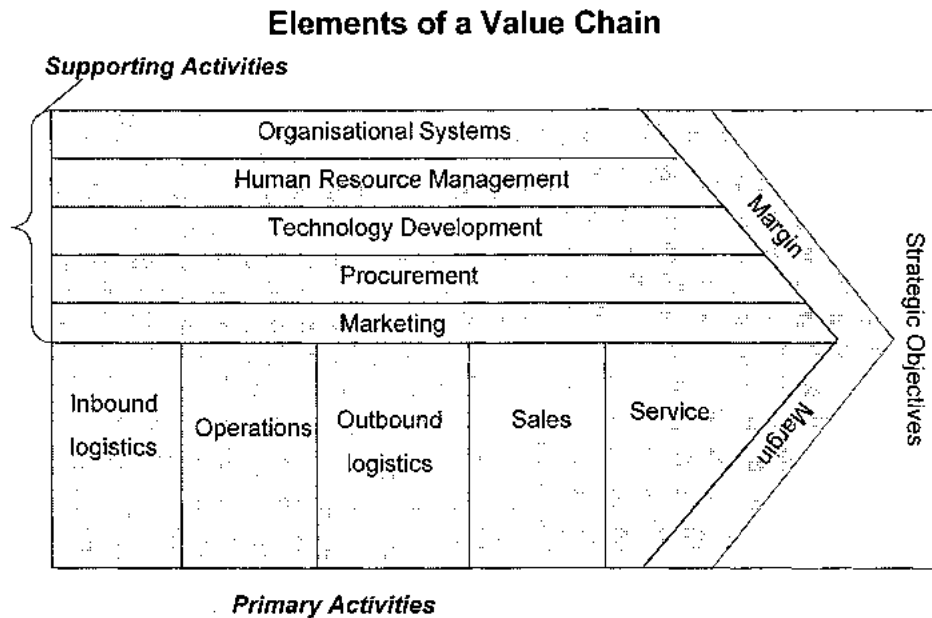 Elements of a Value Chain
Supporting Activities
Organisational Systems
Human Resource Management
Technology Development
Procurement
Marketing
Margin
Strategic Objectives
Inbound
logistics
Operations
Outbound
logistics
Sales
Service
Margin
Primary Activities